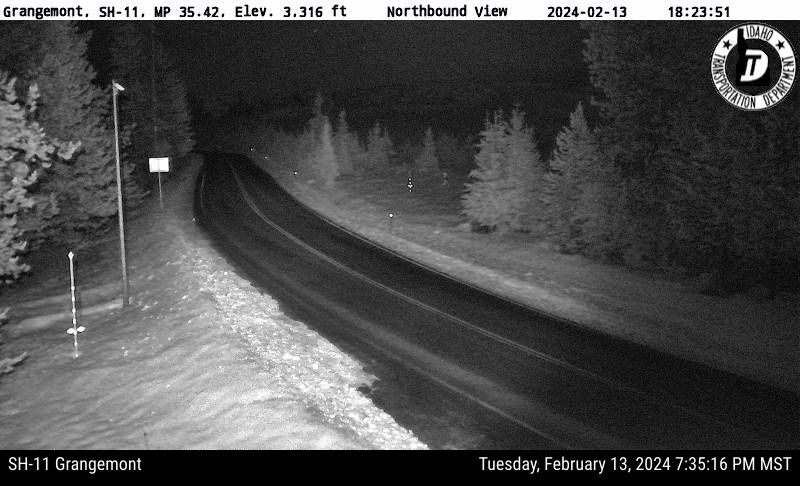 Grangemont, SH-11, MP 35.42, Elev. 3,316 ft Northbound View 2024-02-13 18:23:51
IDAHO
TRANSPORTATION DEPARTMENT
SH-11 Grangemont Tuesday, February 13, 2024 7:35:16 PM MST